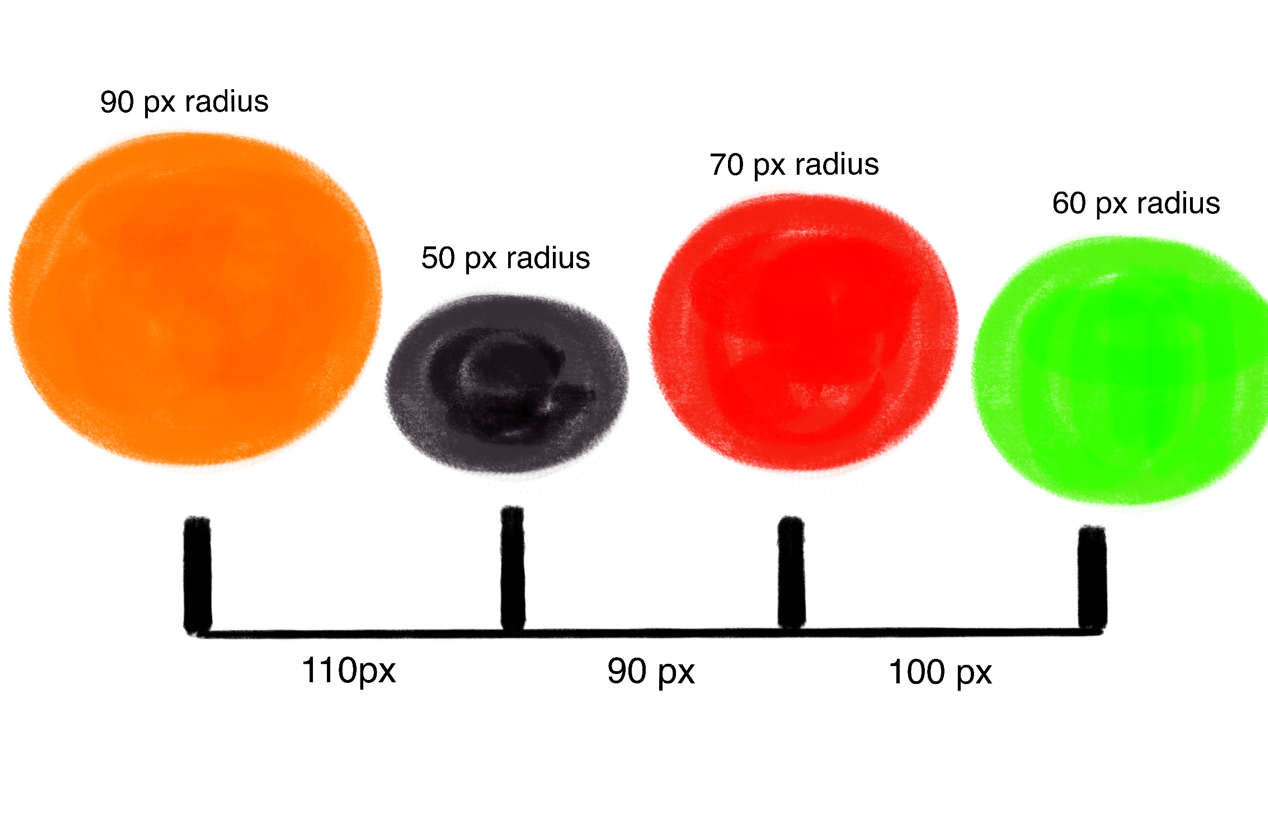 90 px radius
50 px radius
70 px radius
60 px radius
110px
90 px
100 px